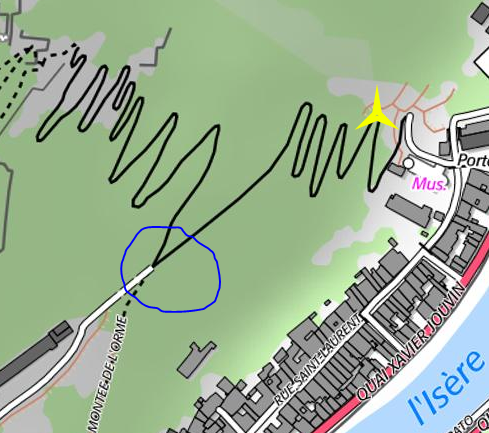 Porte
Mus.
MONTÉE DE L'ORME
RUE SAINT-LAURENT
QUAI XAVIER JOUVIN
l'Isère